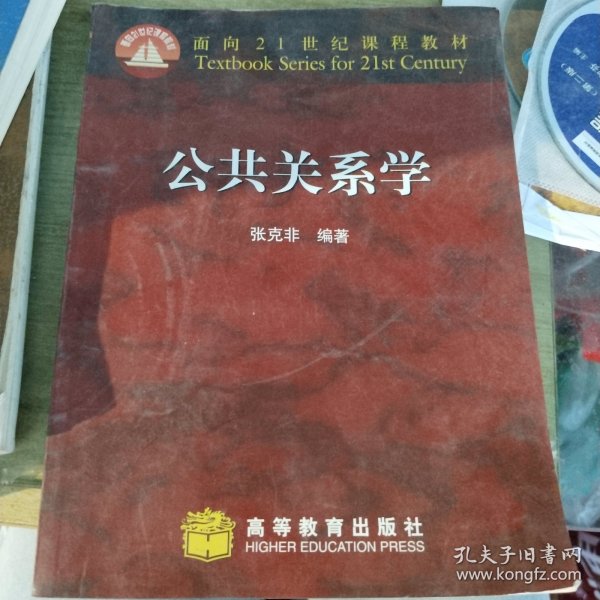 面向21世纪课程教材
Textbook Series for 21st Century
公共关系学
张克非 编著
高等教育出版社
HIGHER EDUCATION PRESS
孔夫子旧书网
www.kongfz.com